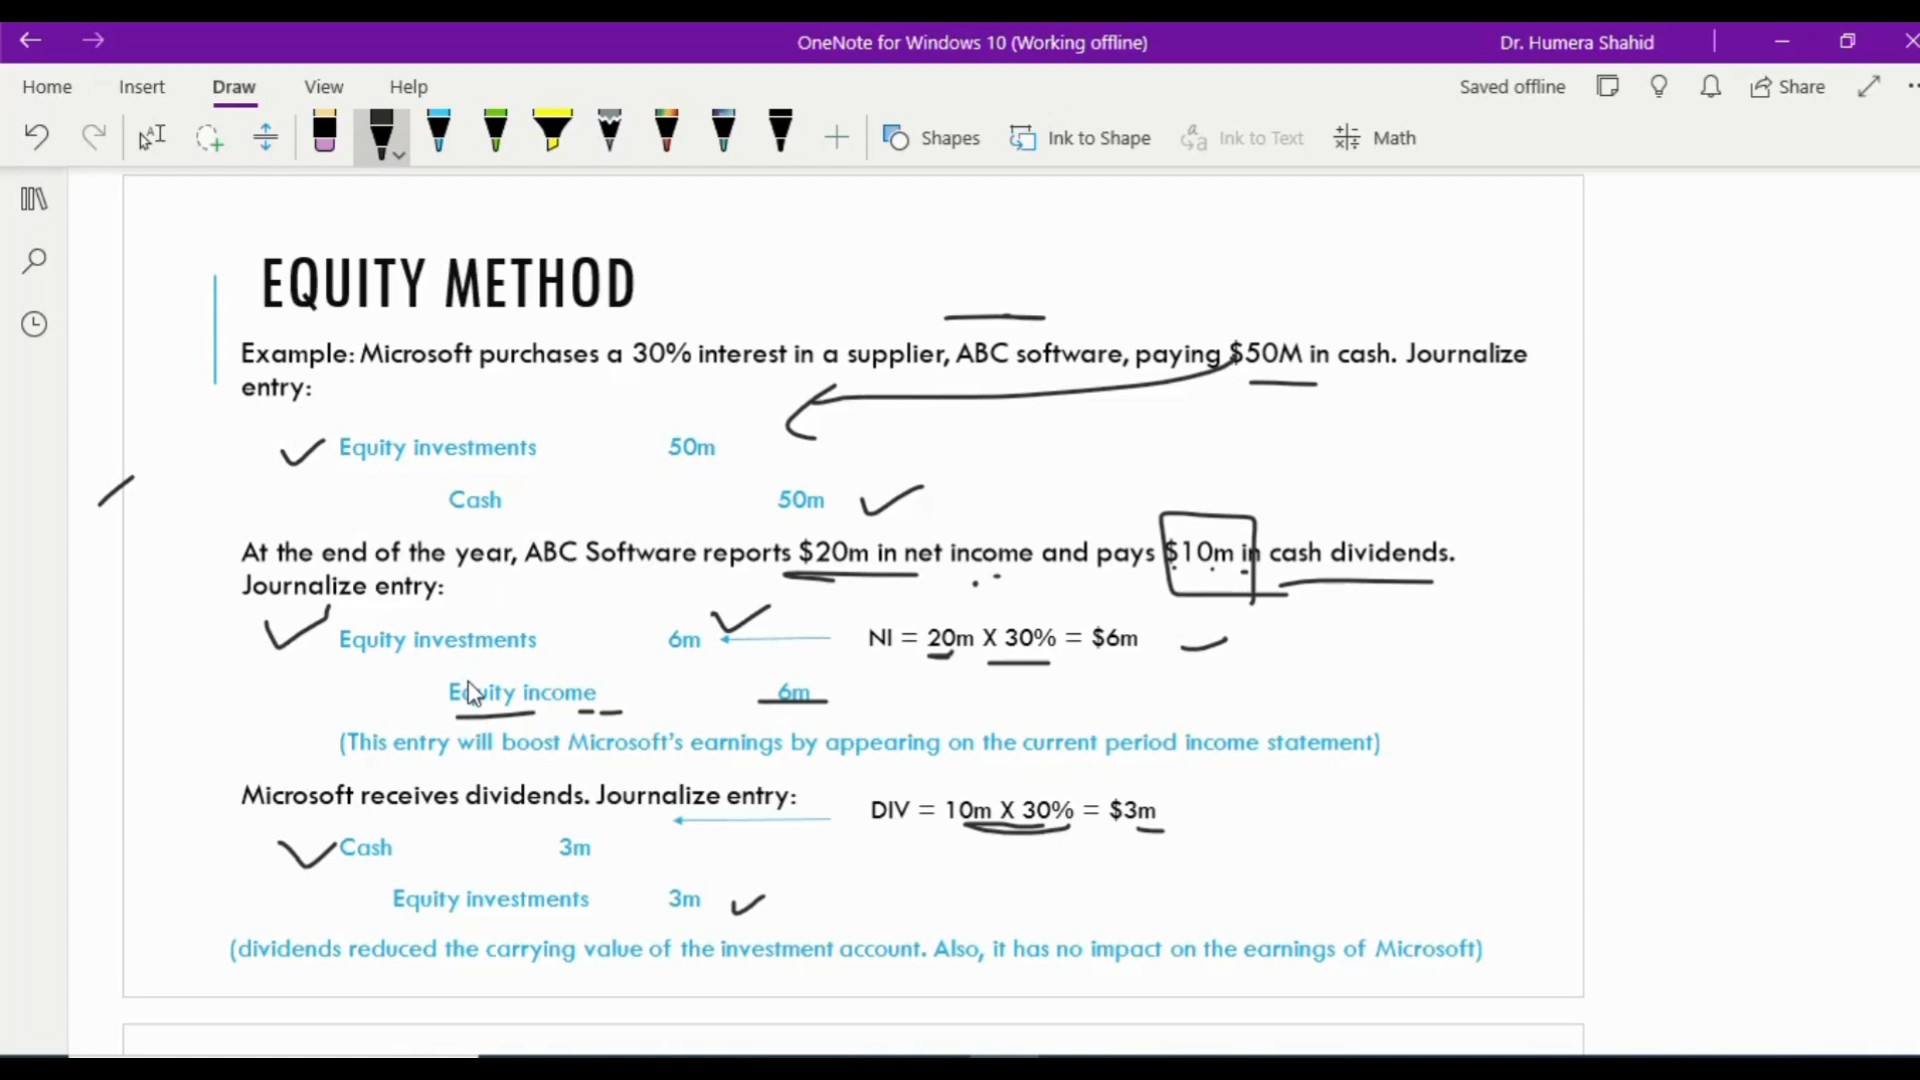 OneNote for Windows 10 (Working offline)
Dr. Humera Shahid
Home Insert Draw View Help
Saved offline
Share
Shapes
Ink to Shape
Ink to Text
Math
EQUITY METHOD
Example: Microsoft purchases a 30% interest in a supplier, ABC software, paying $50M in cash. Journalize
entry:
Equity investments 50m
Cash 50m
At the end of the year, ABC Software reports $20m in net income and pays $10m in cash dividends.
Journalize entry:
Equity investments 6m
NI = 20m X 30% = $6m
Equity income 6m
(This entry will boost Microsoft's earnings by appearing on the current period income statement)
Microsoft receives dividends. Journalize entry:
DIV = 10m X 30% = $3m
Cash 3m
Equity investments 3m
(dividends reduced the carrying value of the investment account. Also, it has no impact on the earnings of Microsoft)